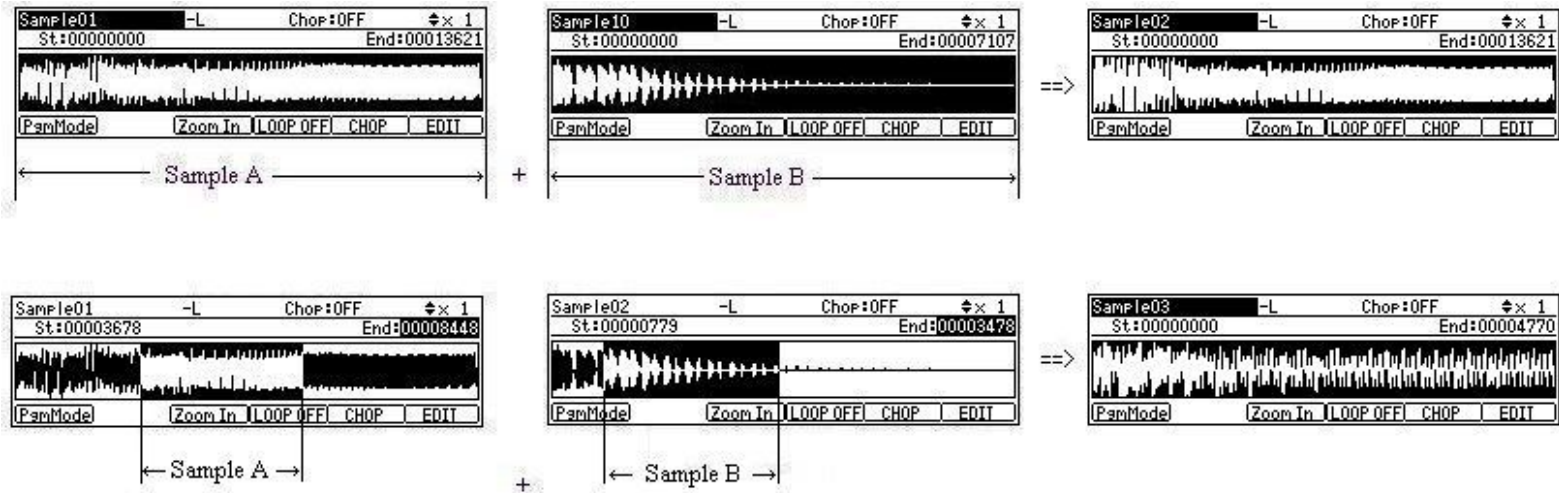 Sample01 -L Chop:OFF x 1
St:00000000 End:00013621
PgmMode Zoom In LOOP OFF CHOP EDIT
Sample A
+
Sample10 -L Chop:OFF x 1
St:00000000 End:00007107
PgmMode Zoom In LOOP OFF CHOP EDIT
Sample B
==>
Sample02 -L Chop:OFF x 1
St:00000000 End:00013621
PgmMode Zoom In LOOP OFF CHOP EDIT
Sample01 -L Chop:OFF x 1
St:00003678 End:00008448
PgmMode Zoom In LOOP OFF CHOP EDIT
Sample A
+
Sample02 -L Chop:OFF x 1
St:00000779 End:00003478
PgmMode Zoom In LOOP OFF CHOP EDIT
Sample B
==>
Sample03 -L Chop:OFF x 1
St:00000000 End:00004770
PgmMode Zoom In LOOP OFF CHOP EDIT